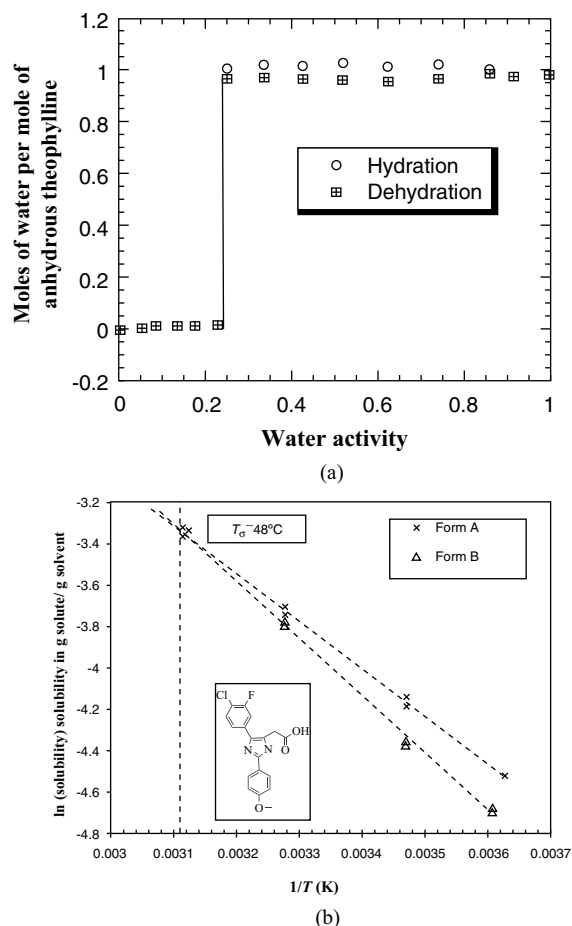 1.2
1
0.8
0.6
0.4
0.2
0
-0.2
Moles of water per mole of
anhydrous theophylline
Hydration
Dehydration
0 0.2 0.4 0.6 0.8 1
Water activity
(a)
-3.2
-3.4
-3.6
-3.8
-4
-4.2
-4.4
-4.6
-4.8
ln (solubility) solubility in g solute/ g solvent
Tσ~48ºC
Form A
Form B
Cl F
OH
O
N N
O
0.003 0.0031 0.0032 0.0033 0.0034 0.0035 0.0036 0.0037
1/T (K)
(b)